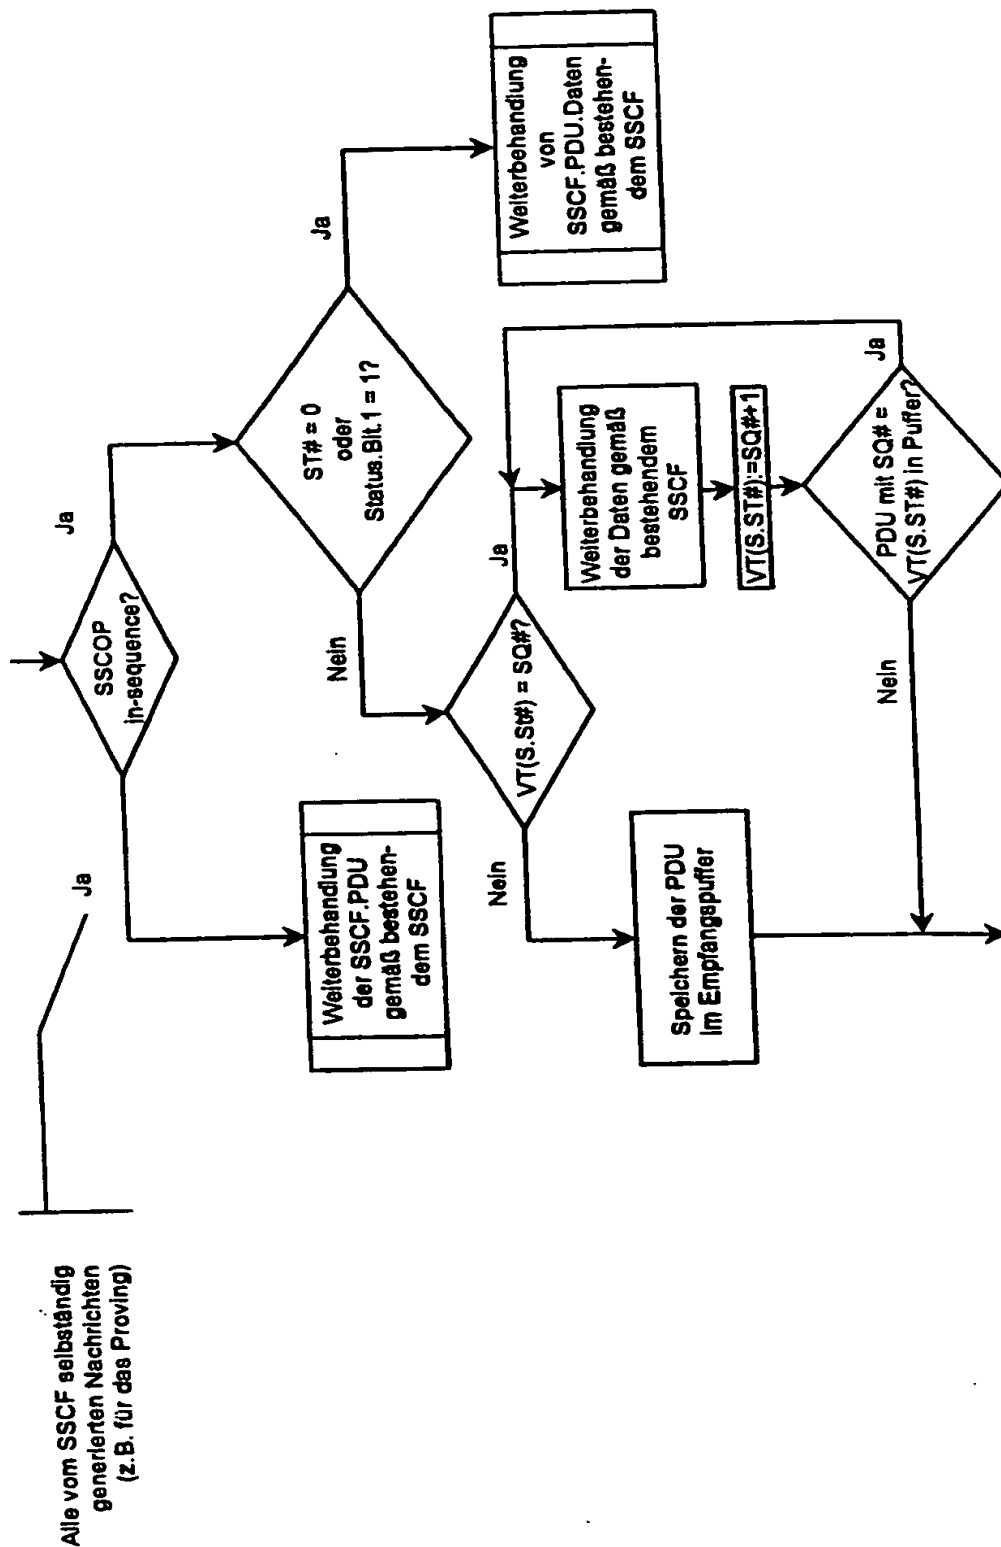 Alle vom SSCF selbständig
generierten Nachrichten
(z.B. für das Proving)
Ja
SSCOP
in-sequence?
Ja
Weiterbehandlung
der SSCF.PDU
gemäß bestehen-
dem SSCF
ST# = 0
oder
Status.Bit.1 = 1?
Ja
Nein
Weiterbehandlung
von
SSCF.PDU.Daten
gemäß bestehen-
dem SSCF
VT(S.St#) = SQ#?
Ja
Nein
Weiterbehandlung
der Daten gemäß
bestehendem
SSCF
VT(S.ST#):=SQ#+1
Speichern der PDU
im Empfangspuffer
PDU mit SQ# =
VT(S.ST#) in Puffer?
Ja
Nein